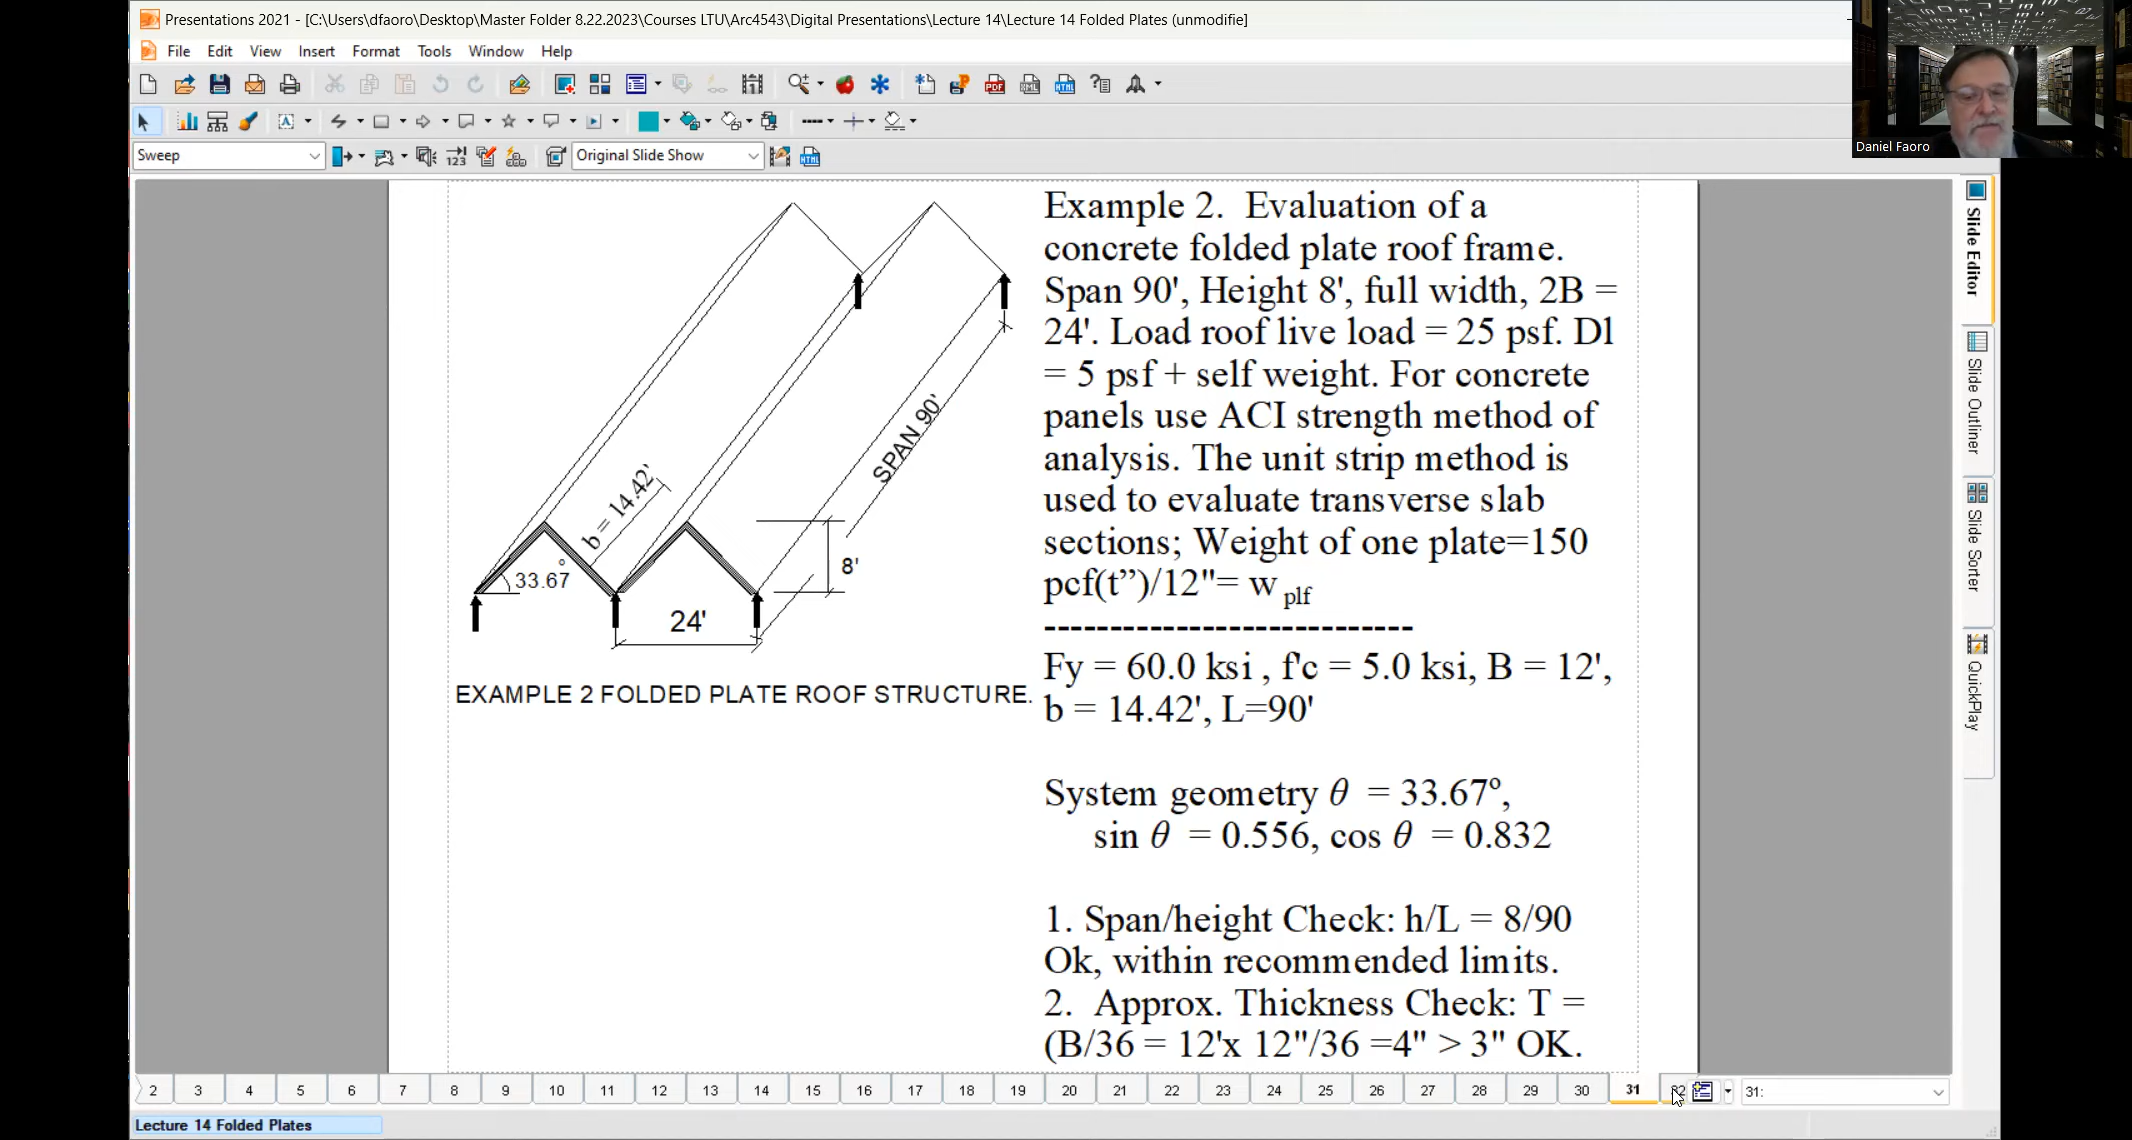 Presentations 2021 - [C:\Users\dfaoro\Desktop\Master Folder 8.22.2023\Courses LTU\Arc4543\Digital Presentations\Lecture 14\Lecture 14 Folded Plates (unmodifie]
File Edit View Insert Format Tools Window Help
Sweep
Original Slide Show
Daniel Faoro
SPAN 90'
b = 14.42'
33.67°
8'
24'
EXAMPLE 2 FOLDED PLATE ROOF STRUCTURE.
Example 2. Evaluation of a
concrete folded plate roof frame.
Span 90', Height 8', full width, 2B =
24'. Load roof live load = 25 psf. Dl
= 5 psf + self weight. For concrete
panels use ACI strength method of
analysis. The unit strip method is
used to evaluate transverse slab
sections; Weight of one plate=150
pcf(t”)/12"= w plf
----------------------------
Fy = 60.0 ksi , f'c = 5.0 ksi, B = 12',
b = 14.42', L=90'
System geometry θ = 33.67º,
sin θ = 0.556, cos θ = 0.832
1. Span/height Check: h/L = 8/90
Ok, within recommended limits.
2. Approx. Thickness Check: T =
(B/36 = 12'x 12"/36 =4" > 3" OK.
Slide Editor
Slide Outliner
Slide Sorter
QuickPlay
2 3 4 5 6 7 8 9 10 11 12 13 14 15 16 17 18 19 20 21 22 23 24 25 26 27 28 29 30 31 32 31:
Lecture 14 Folded Plates